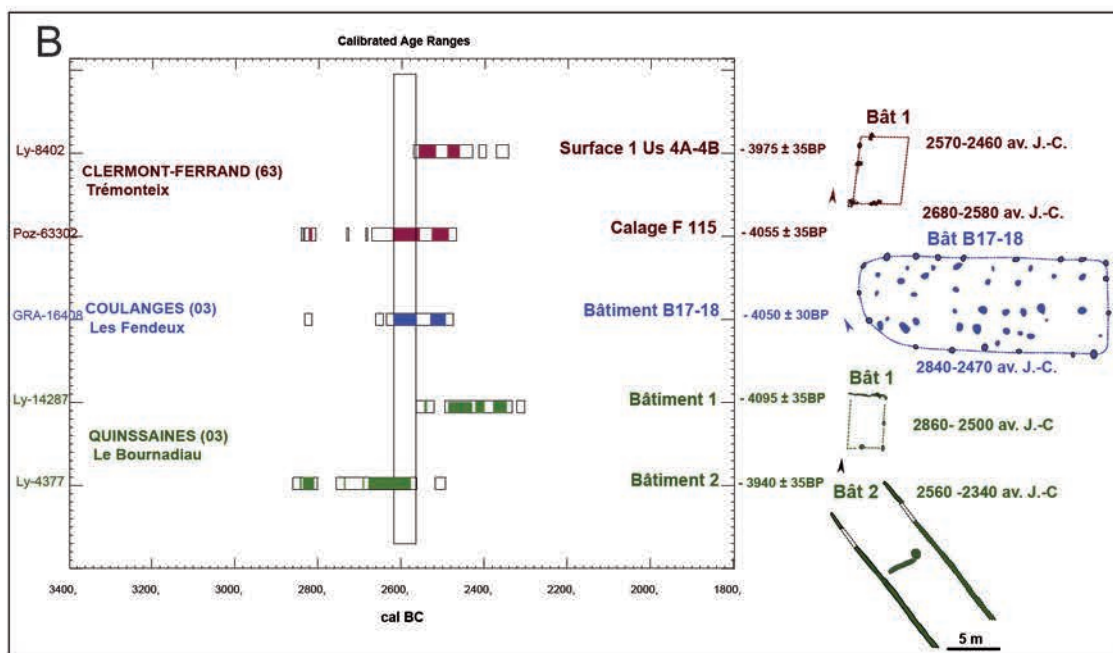 B
Calibrated Age Ranges
Ly-8402
CLERMONT-FERRAND (63)
Trémonteix
Surface 1 Us 4A-4B
- 3975 ± 35BP
Bât 1
2570-2460 av. J.-C.
Poz-63302
Calage F 115
- 4055 ± 35BP
2680-2580 av. J.-C.
Bât B17-18
GRA-16408
COULANGES (03)
Les Fendeux
Bâtiment B17-18
- 4050 ± 30BP
2840-2470 av. J.-C.
Ly-14287
Bâtiment 1
- 4095 ± 35BP
Bât 1
2860- 2500 av. J.-C
QUINSSAINES (03)
Le Bournadiau
Ly-4377
Bâtiment 2
- 3940 ± 35BP
Bât 2
2560 -2340 av. J.-C
3400, 3200, 3000, 2800, 2600, 2400, 2200, 2000, 1800,
cal BC
5 m